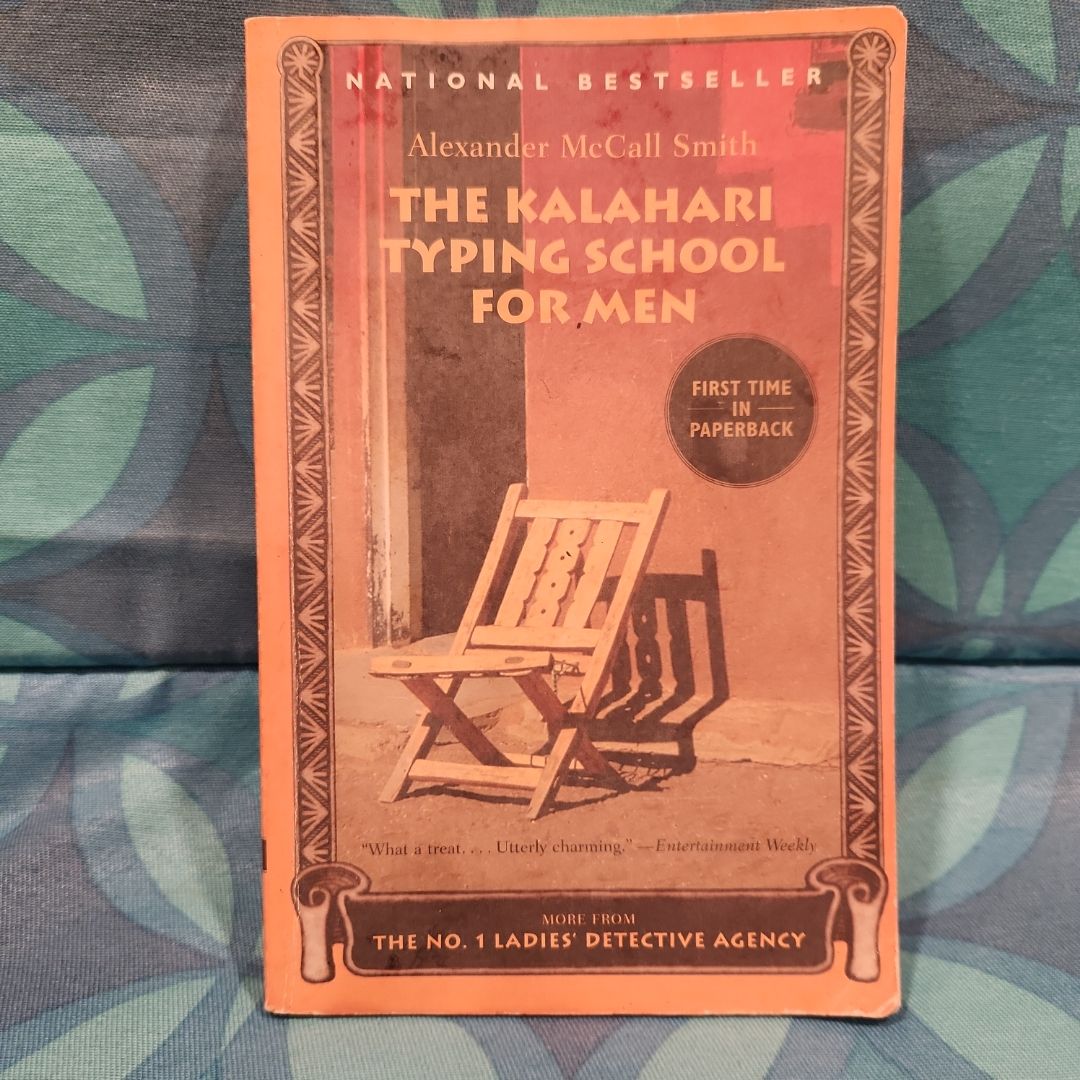 NATIONAL BESTSELLER
Alexander McCall Smith
THE KALAHARI
TYPING SCHOOL
FOR MEN
FIRST TIME
IN
PAPERBACK
"What a treat. . . . Utterly charming." —Entertainment Weekly
MORE FROM
THE NO. 1 LADIES' DETECTIVE AGENCY